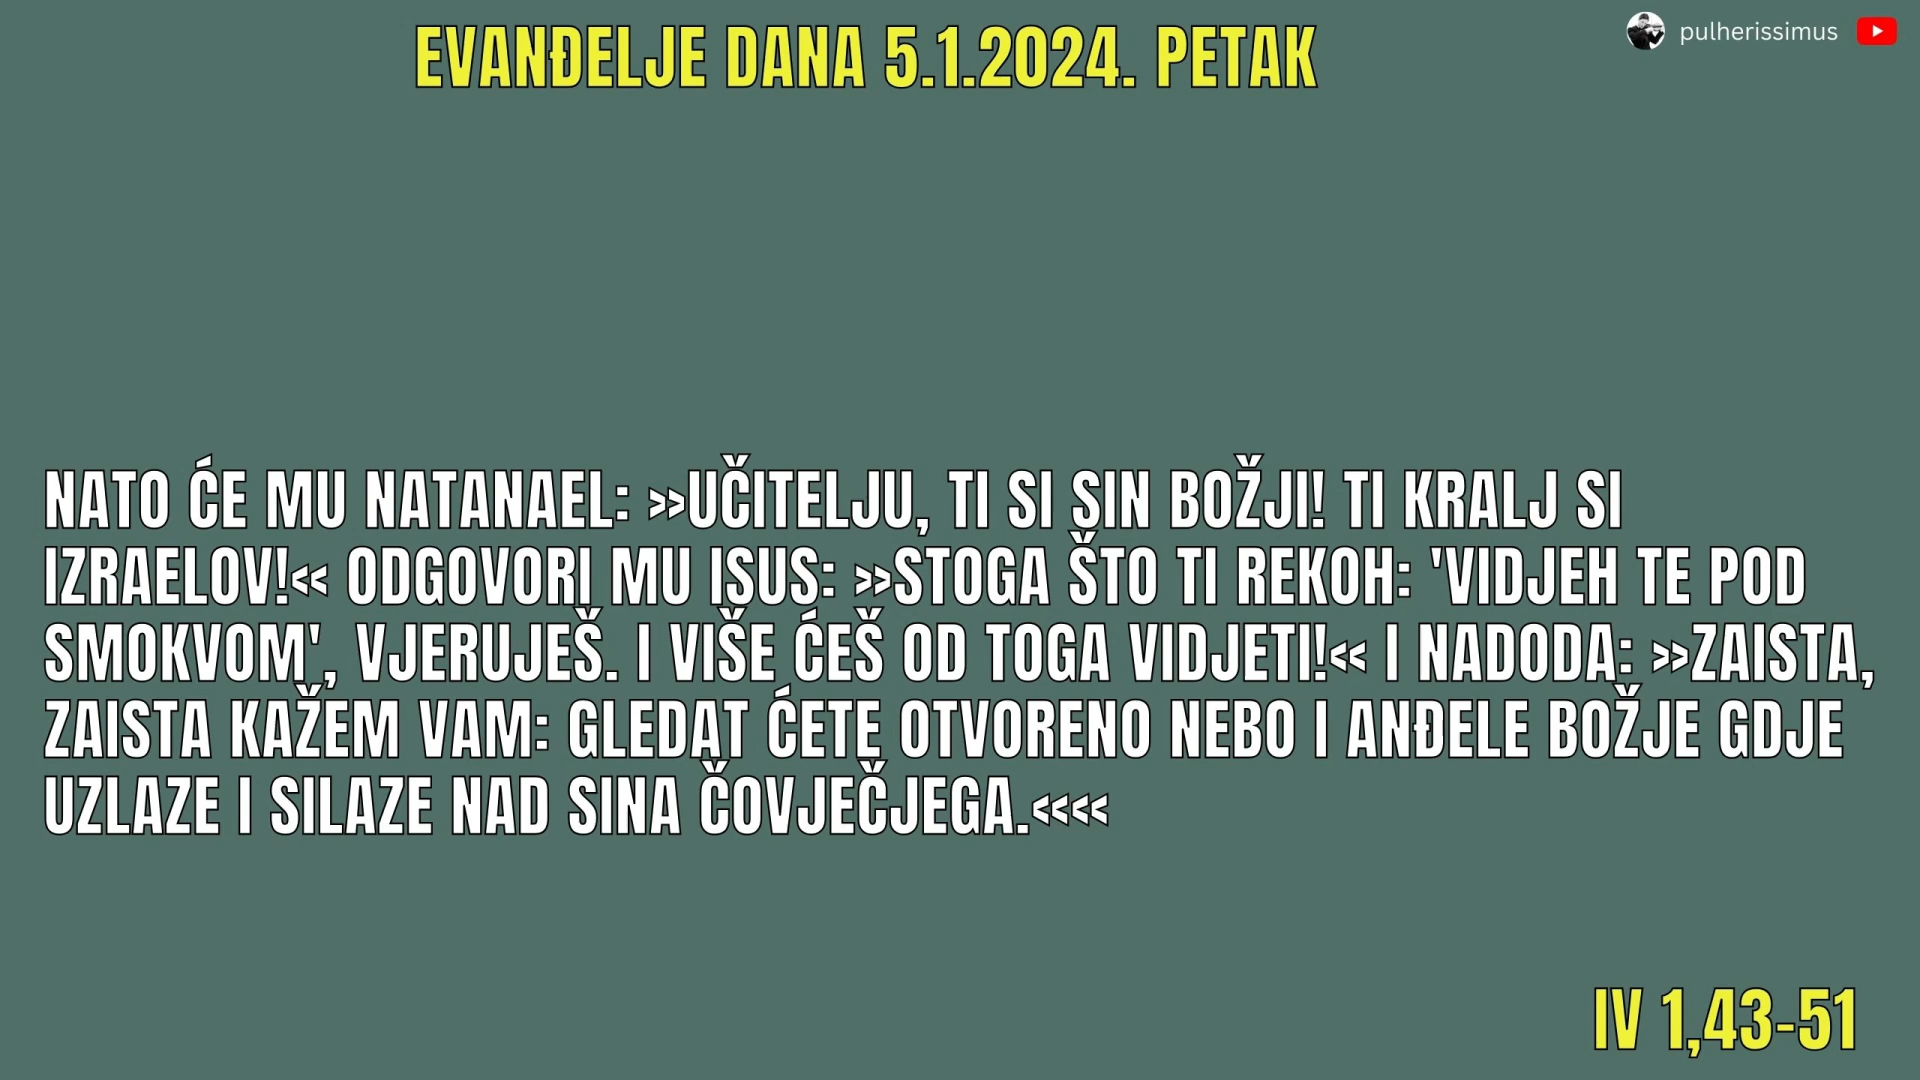 EVANĐELJE DANA 5.1.2024. PETAK
pulherissimus
NATO ĆE MU NATANAEL: >>UČITELJU, TI SI SIN BOŽJI! TI KRALJ SI
IZRAELOV!<< ODGOVORI MU ISUS: >>STOGA ŠTO TI REKOH: 'VIDJEH TE POD
SMOKVOM', VJERUJEŠ. I VIŠE ĆEŠ OD TOGA VIDJETI!<< I NADODA: >>ZAISTA,
ZAISTA KAŽEM VAM: GLEDAT ĆETE OTVORENO NEBO I ANĐELE BOŽJE GDJE
UZLAZE I SILAZE NAD SINA ČOVJEČJEGA.<<<<
IV 1,43-51